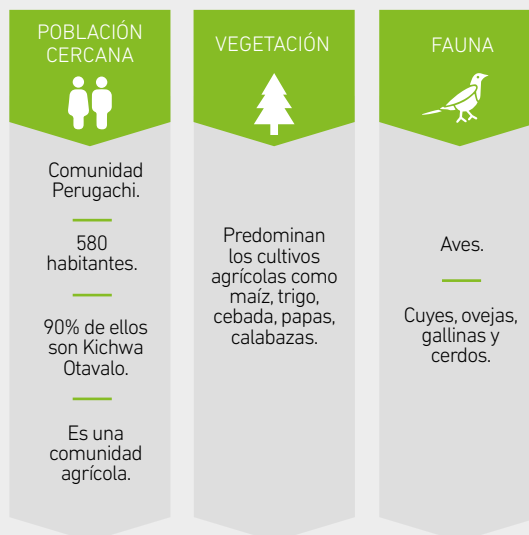 POBLACIÓN
CERCANA
Comunidad
Perugachi.
580
habitantes.
90% de ellos
son Kichwa
Otavalo.
Es una
comunidad
agrícola.
VEGETACIÓN
Predominan
los cultivos
agrícolas como
maíz, trigo,
cebada, papas,
calabazas.
FAUNA
Aves.
Cuyes, ovejas,
gallinas y
cerdos.